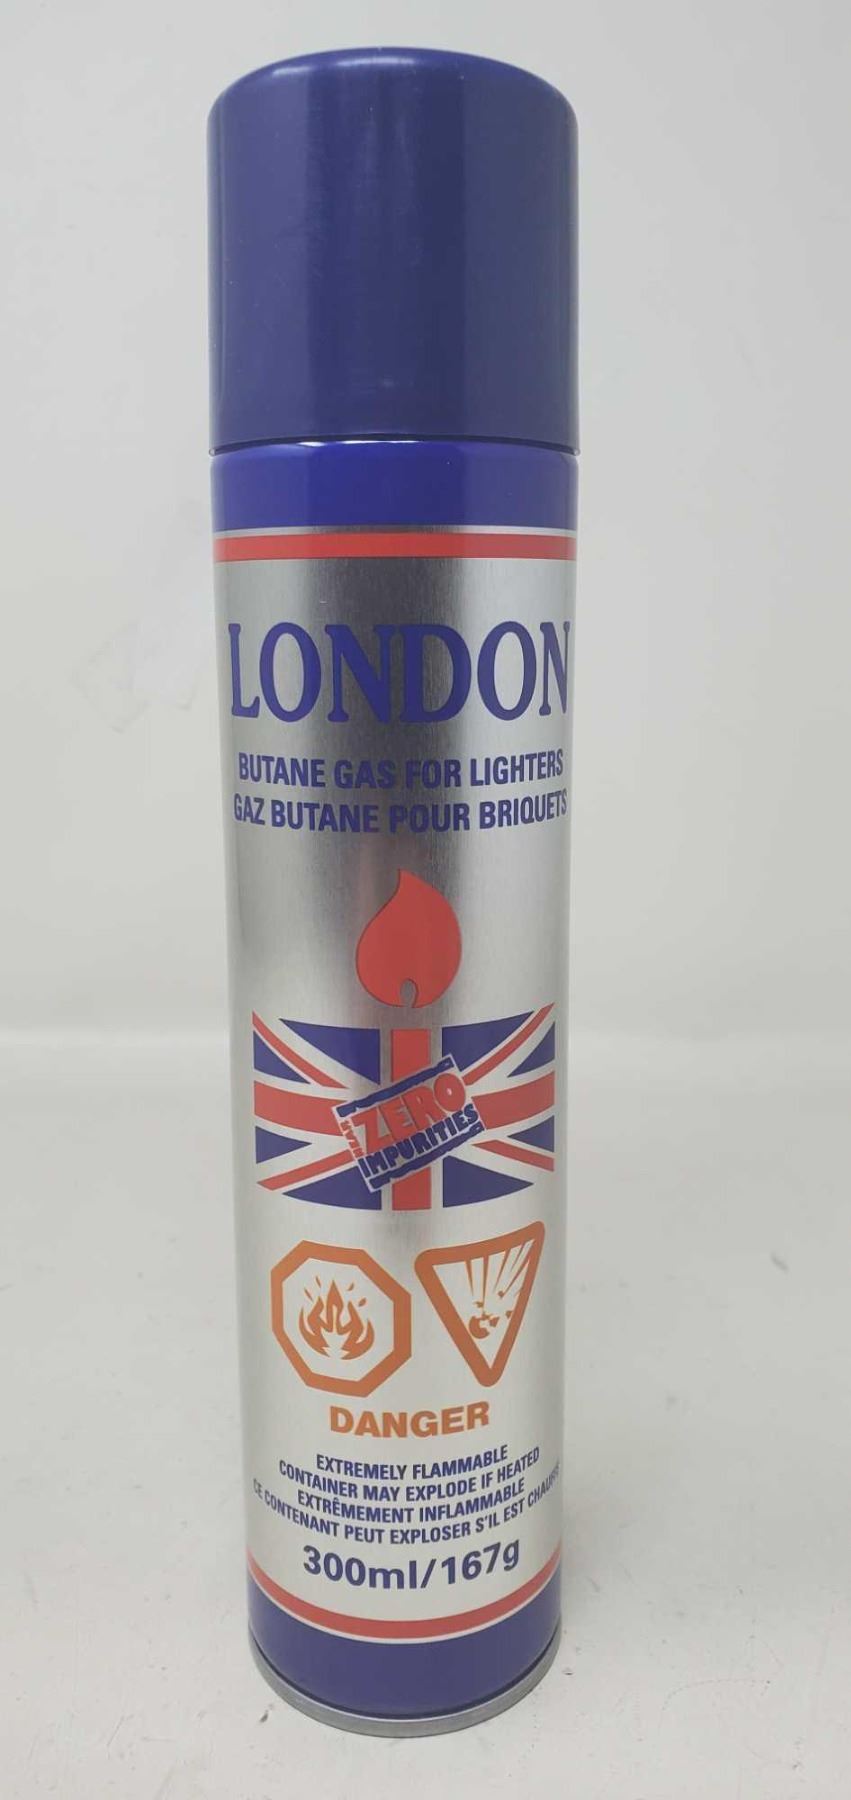 LONDON
BUTANE GAS FOR LIGHTERS
GAZ BUTANE POUR BRIQUETS
NEAR
ZERO
IMPURITIES
DANGER
EXTREMELY FLAMMABLE
CONTAINER MAY EXPLODE IF HEATED
EXTRÊMEMENT INFLAMMABLE
CE CONTENANT PEUT EXPLOSER S'IL EST CHAUFFÉ
300ml/167g